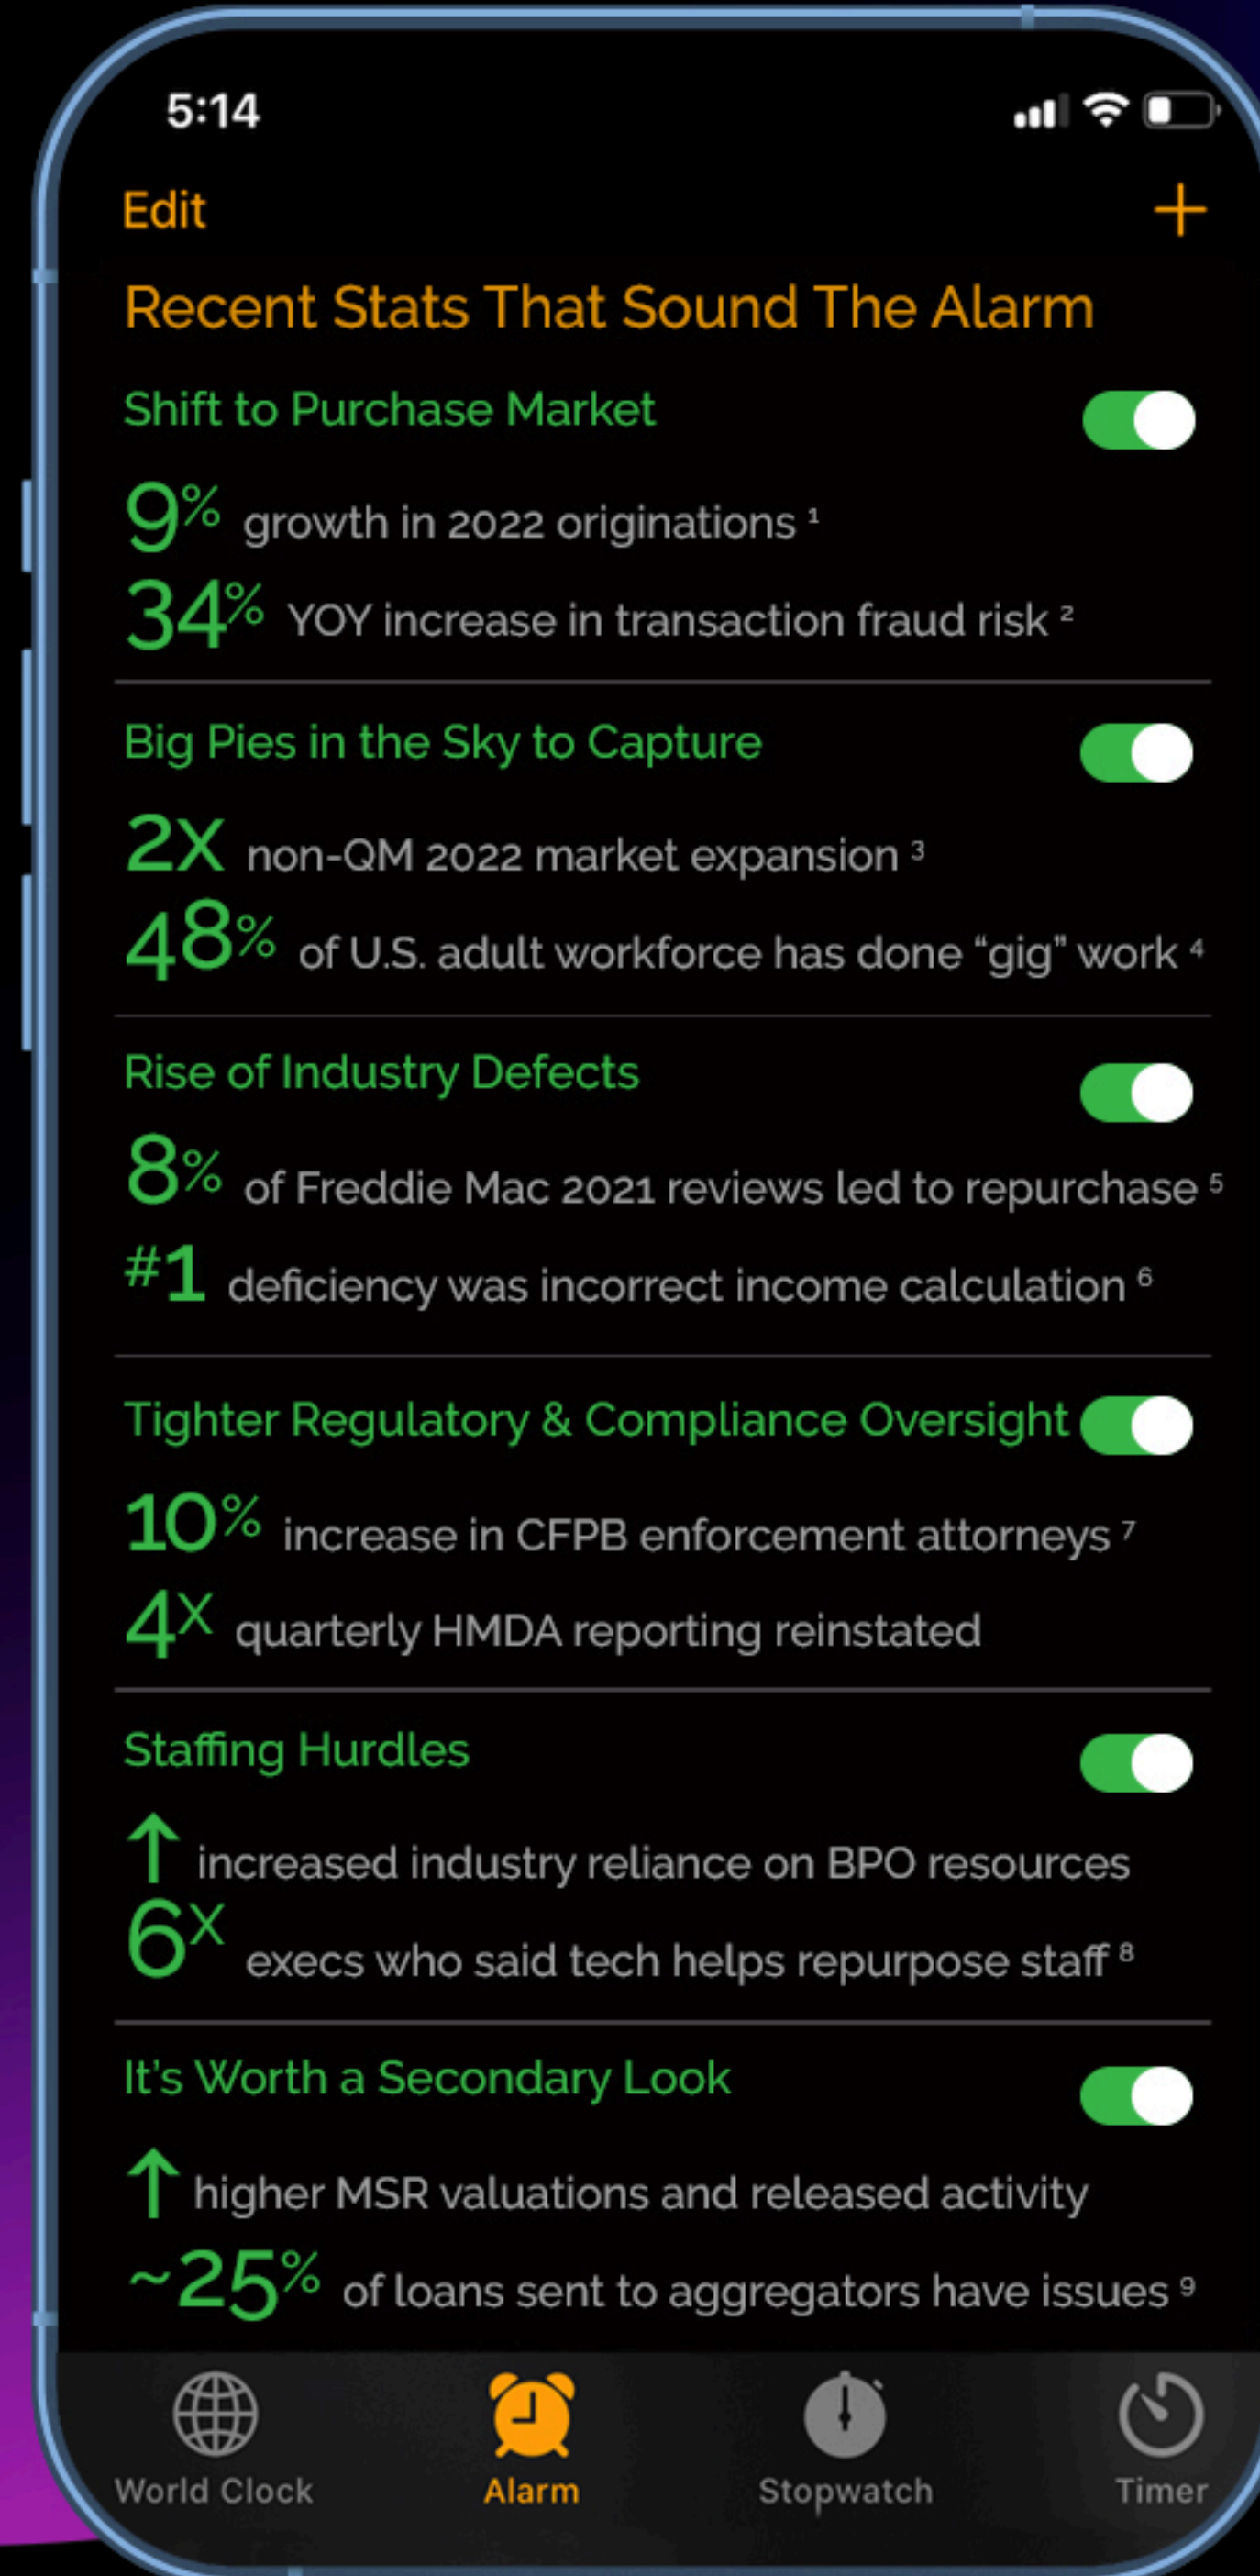 5:14
Edit +
Recent Stats That Sound The Alarm
Shift to Purchase Market
9% growth in 2022 originations ¹
34% YOY increase in transaction fraud risk ²
Big Pies in the Sky to Capture
2X non-QM 2022 market expansion ³
48% of U.S. adult workforce has done “gig” work ⁴
Rise of Industry Defects
8% of Freddie Mac 2021 reviews led to repurchase ⁵
#1 deficiency was incorrect income calculation ⁶
Tighter Regulatory & Compliance Oversight
10% increase in CFPB enforcement attorneys ⁷
4X quarterly HMDA reporting reinstated
Staffing Hurdles
↑ increased industry reliance on BPO resources
6X execs who said tech helps repurpose staff ⁸
It’s Worth a Secondary Look
↑ higher MSR valuations and released activity
~25% of loans sent to aggregators have issues ⁹
World Clock Alarm Stopwatch Timer